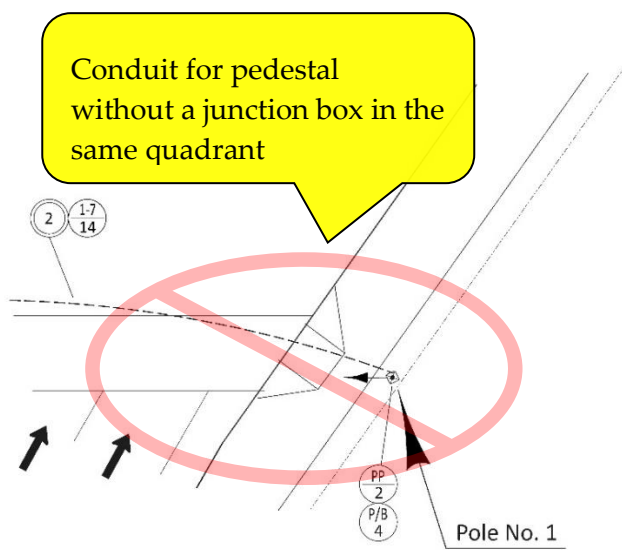 Conduit for pedestal
without a junction box in the
same quadrant
2
1-7
14
PP
2
P/B
4
Pole No. 1